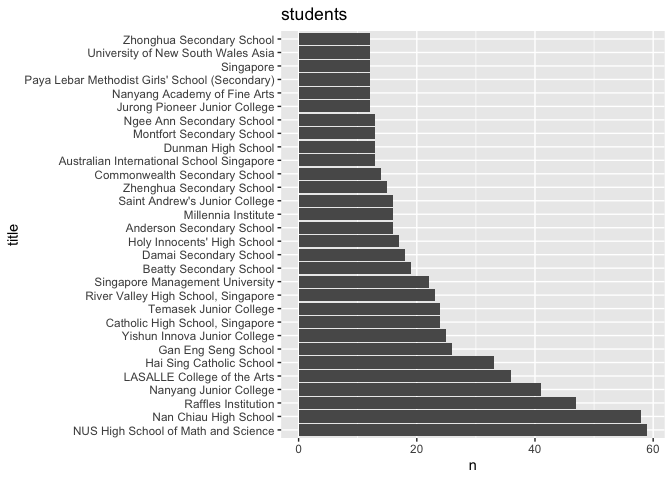 students
Zhonghua Secondary School
University of New South Wales Asia
Singapore
Paya Lebar Methodist Girls' School (Secondary)
Nanyang Academy of Fine Arts
Jurong Pioneer Junior College
Ngee Ann Secondary School
Montfort Secondary School
Dunman High School
Australian International School Singapore
Commonwealth Secondary School
Zhenghua Secondary School
Saint Andrew's Junior College
Millennia Institute
Anderson Secondary School
Holy Innocents' High School
Damai Secondary School
Beatty Secondary School
Singapore Management University
River Valley High School, Singapore
Temasek Junior College
Catholic High School, Singapore
Yishun Innova Junior College
Gan Eng Seng School
Hai Sing Catholic School
LASALLE College of the Arts
Nanyang Junior College
Raffles Institution
Nan Chiau High School
NUS High School of Math and Science
title
0 20 40 60
n